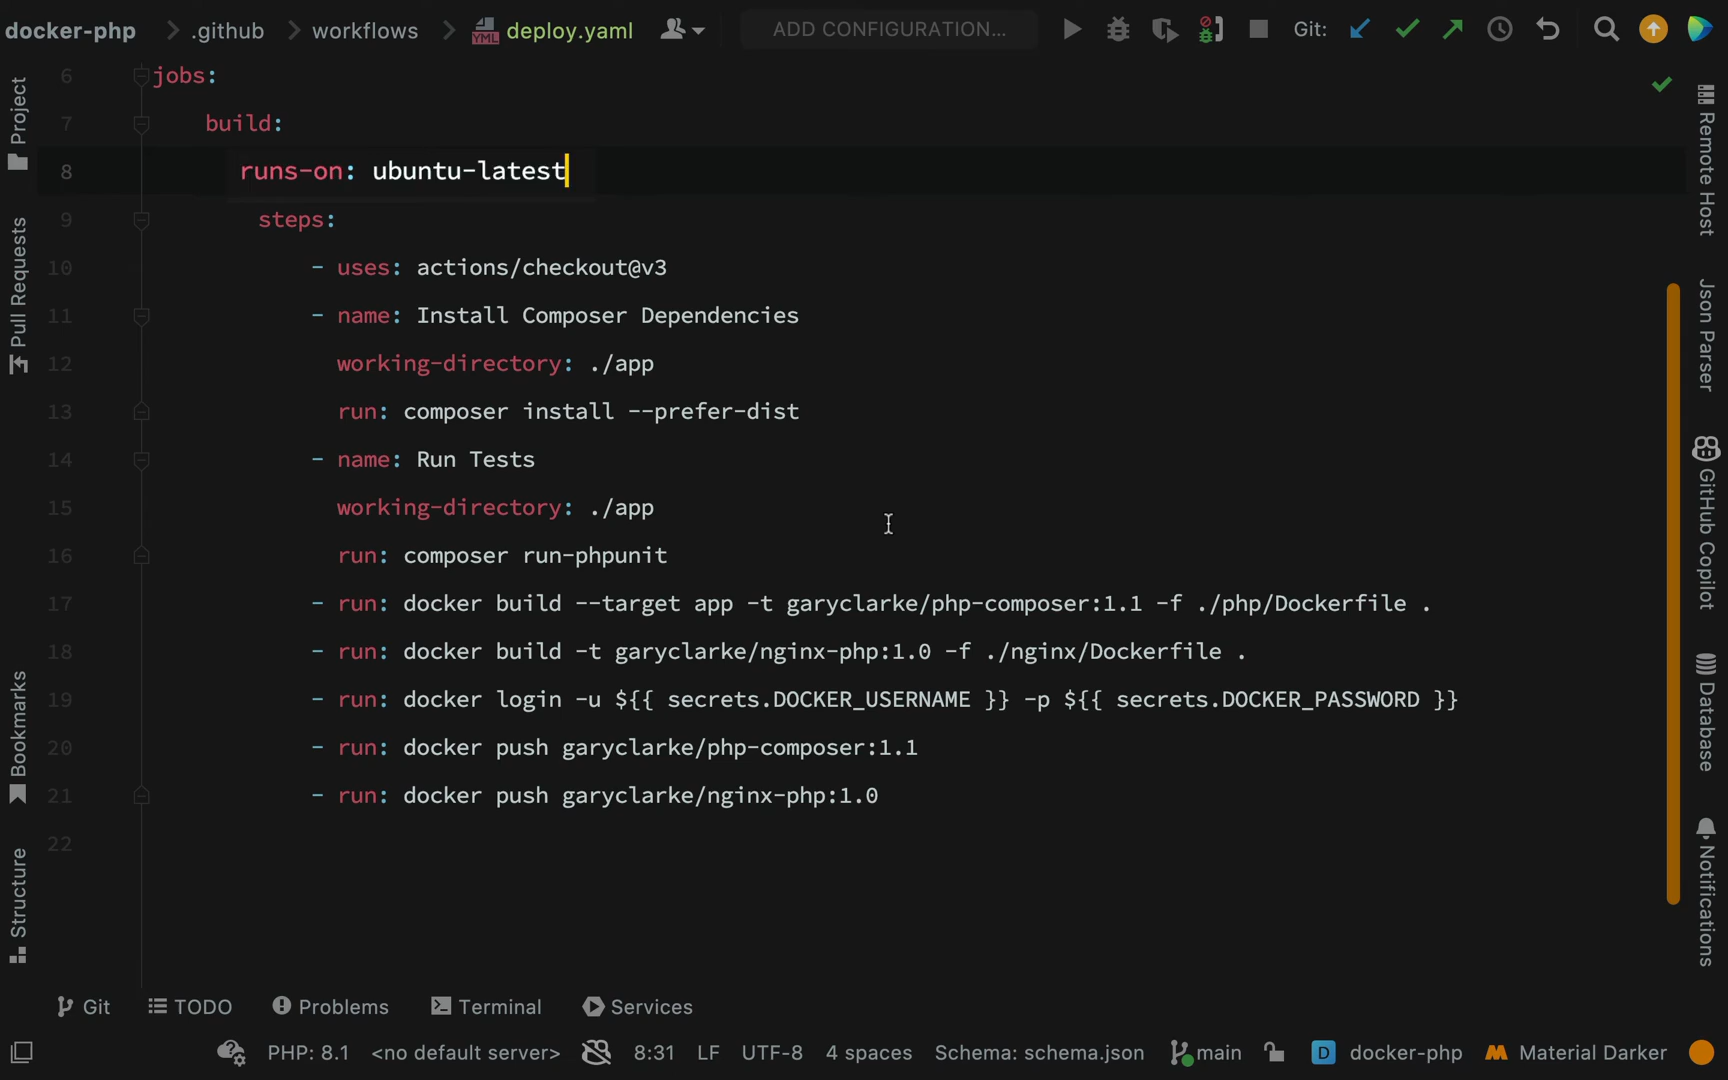 docker-php .github workflows deploy.yaml ADD CONFIGURATION... Git:
6 jobs:
7 build:
8 runs-on: ubuntu-latest
9 steps:
10 - uses: actions/checkout@v3
11 - name: Install Composer Dependencies
12 working-directory: ./app
13 run: composer install --prefer-dist
14 - name: Run Tests
15 working-directory: ./app
16 run: composer run-phpunit
17 - run: docker build --target app -t garyclarke/php-composer:1.1 -f ./php/Dockerfile .
18 - run: docker build -t garyclarke/nginx-php:1.0 -f ./nginx/Dockerfile .
19 - run: docker login -u ${{ secrets.DOCKER_USERNAME }} -p ${{ secrets.DOCKER_PASSWORD }}
20 - run: docker push garyclarke/php-composer:1.1
21 - run: docker push garyclarke/nginx-php:1.0
22
Project
Pull Requests
Bookmarks
Structure
Remote Host
Json Parser
GitHub Copilot
Database
Notifications
Git TODO Problems Terminal Services
PHP: 8.1 <no default server> 8:31 LF UTF-8 4 spaces Schema: schema.json main D docker-php Material Darker